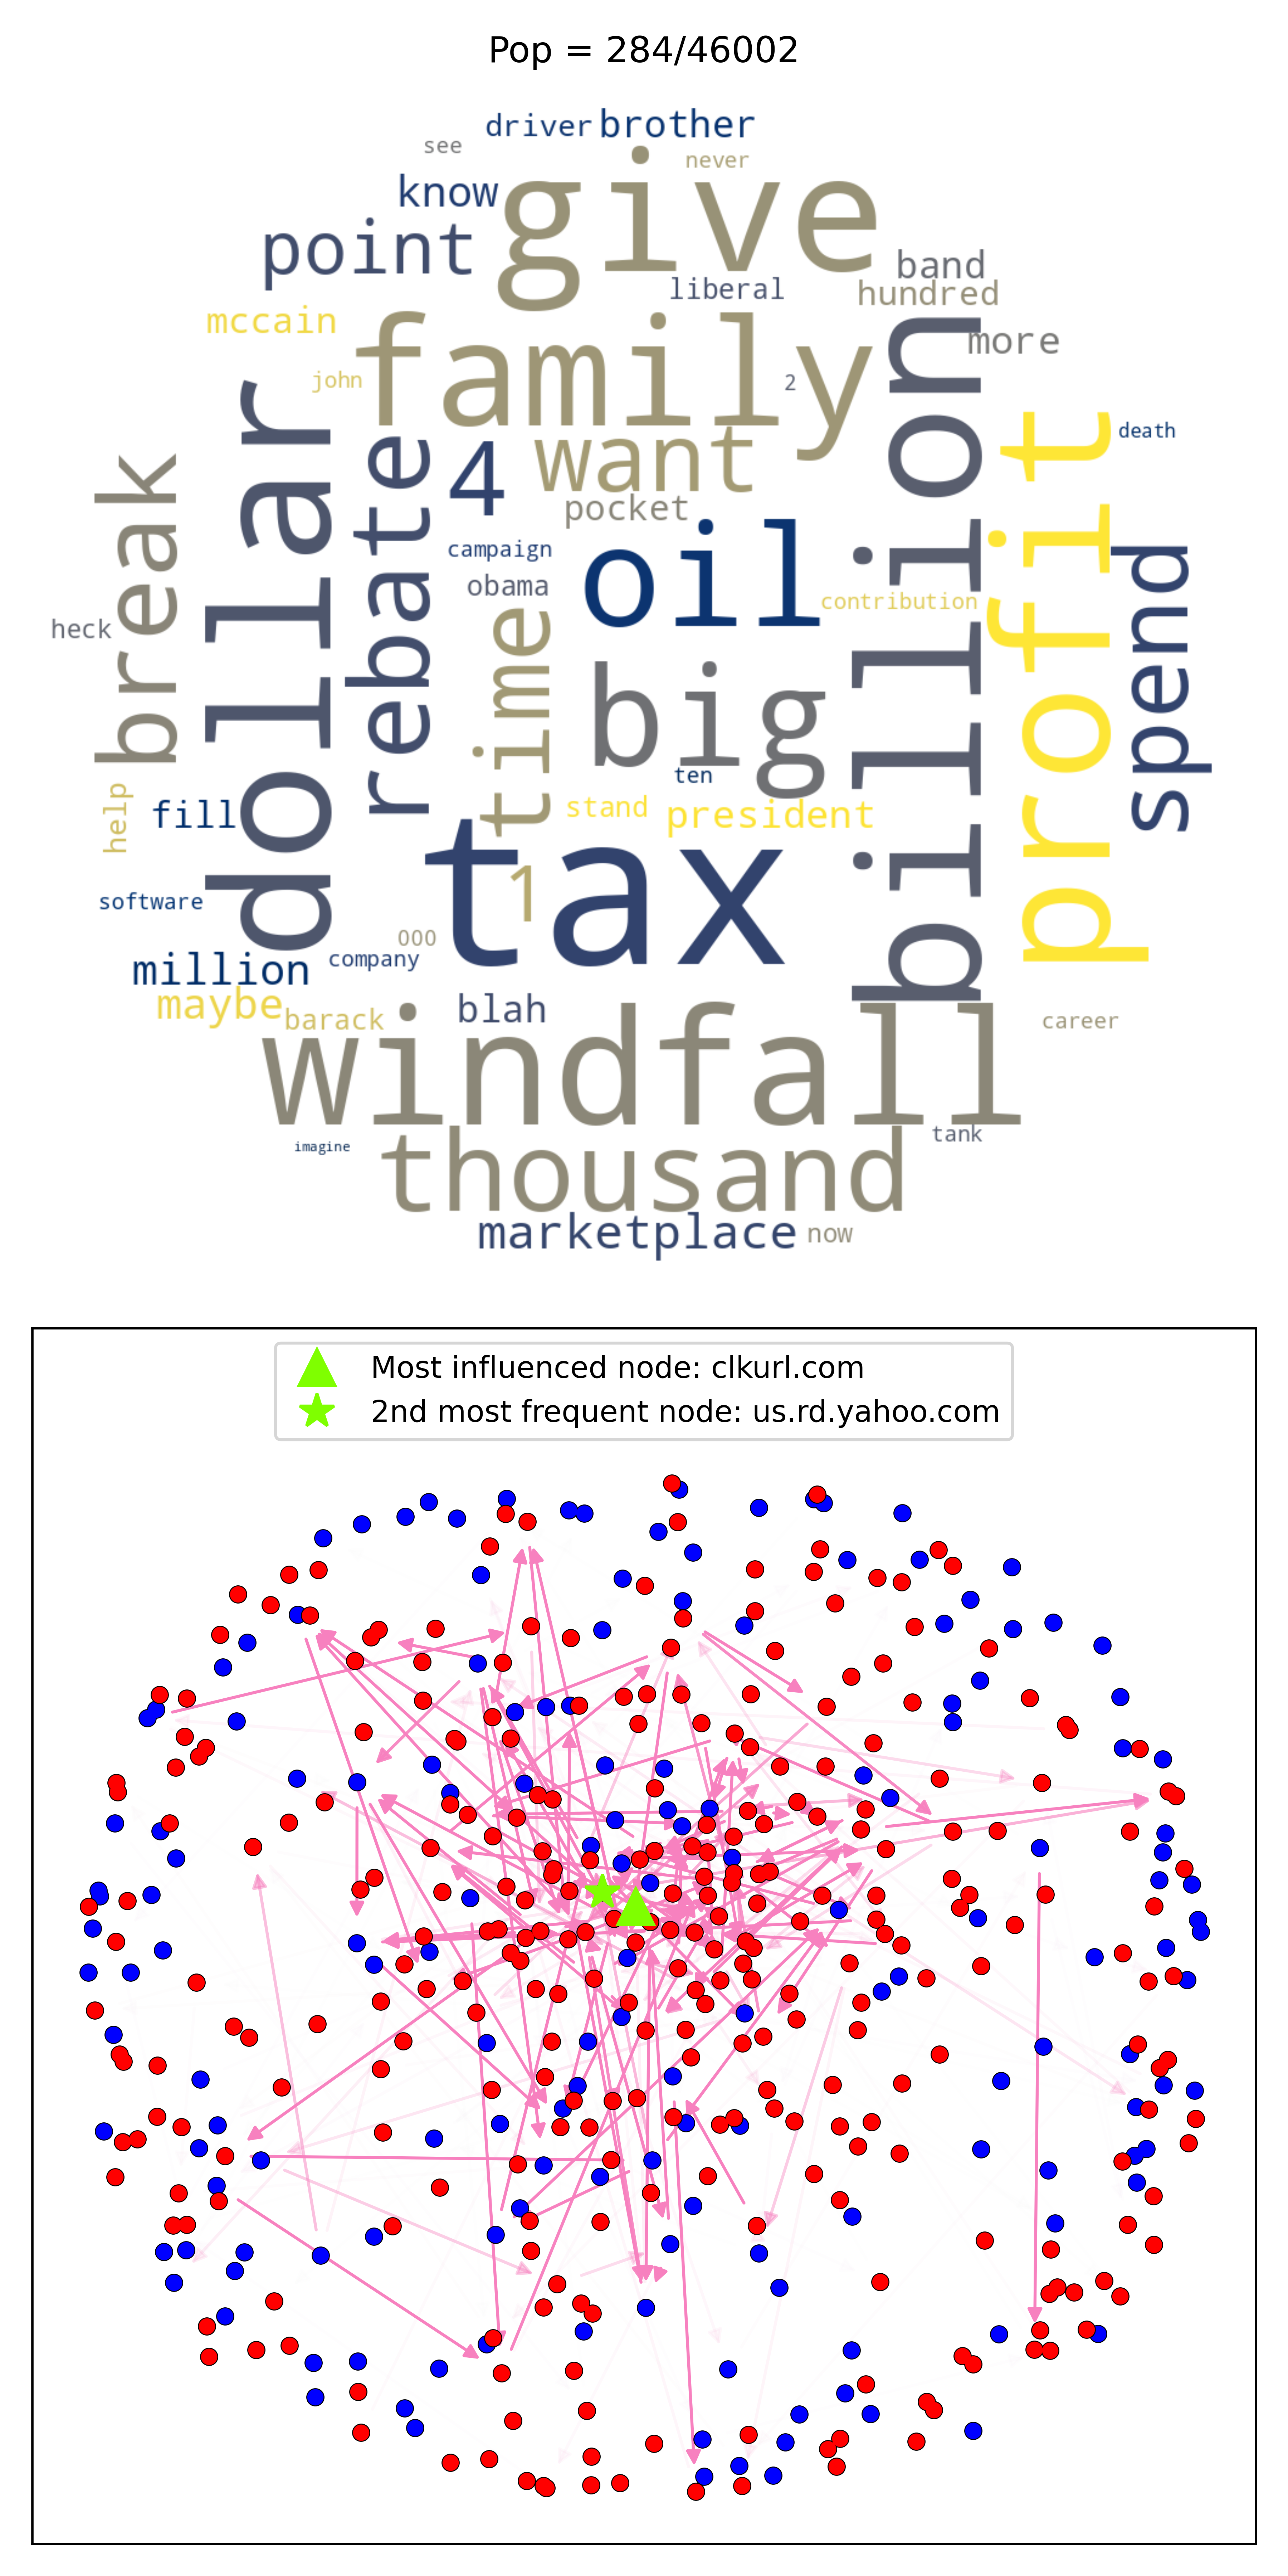 Pop = 284/46002
driver brother
see never
know give
point band
liberal hundred
mccain more
family
john 2
death
want
4
dollar rebate billion profit
break
pocket
campaign oil spend
obama contribution
time
heck
big
ten
help fill stand president
tax
1
software
000
million company
maybe barack blah career
windfall
imagine tank
thousand
marketplace now
Most influenced node: clkurl.com
2nd most frequent node: us.rd.yahoo.com